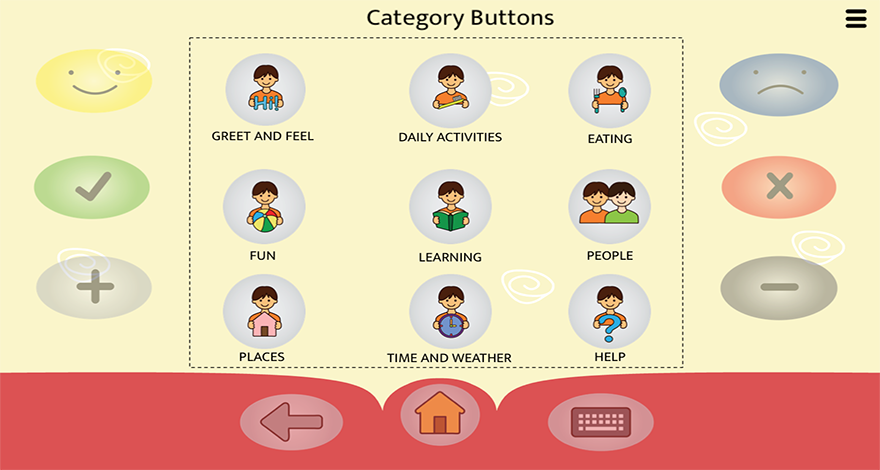 Category Buttons
GREET AND FEEL
DAILY ACTIVITIES
EATING
FUN
LEARNING
PEOPLE
PLACES
TIME AND WEATHER
HELP